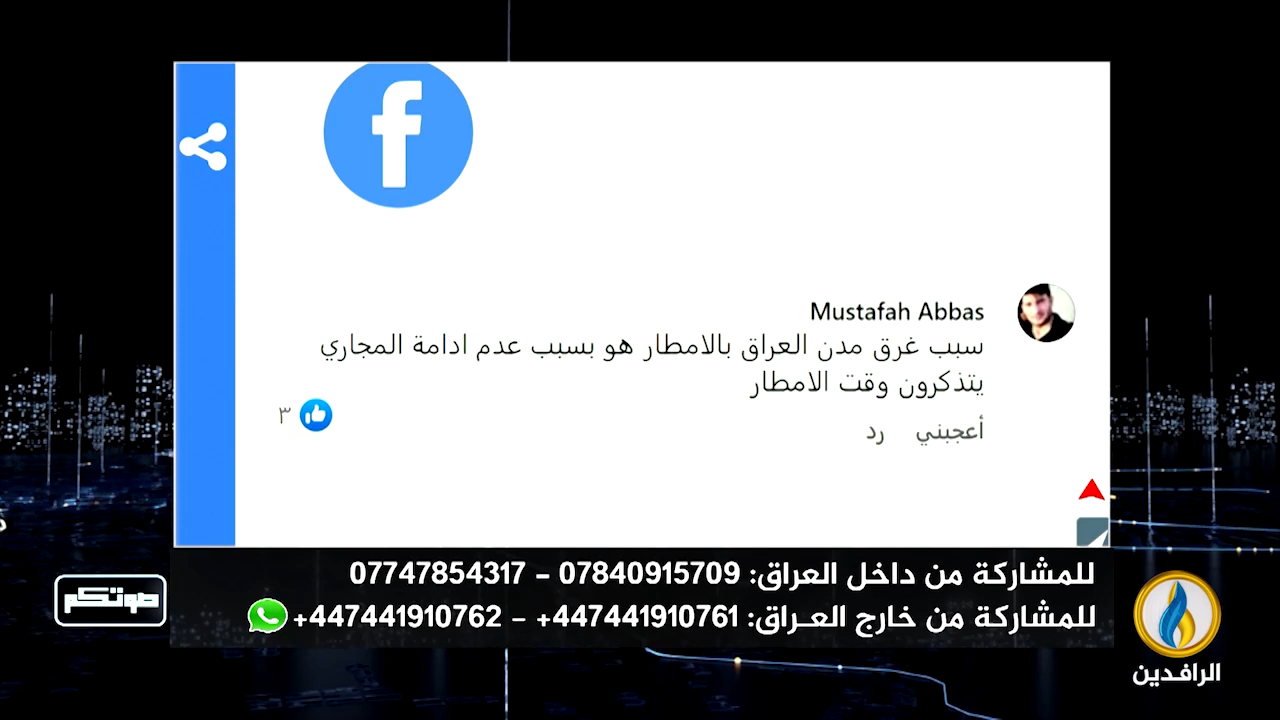 Mustafah Abbas
سبب غرق مدن العراق بالامطار هو بسبب عدم ادامة المجاري
يتذكرون وقت الامطار
أعجبني رد
٣
للمشاركة من داخل العراق: 07840915709 - 07747854317
للمشاركة من خارج العـراق: 447441910761+ - 447441910762+
صوتكم
الرافدين